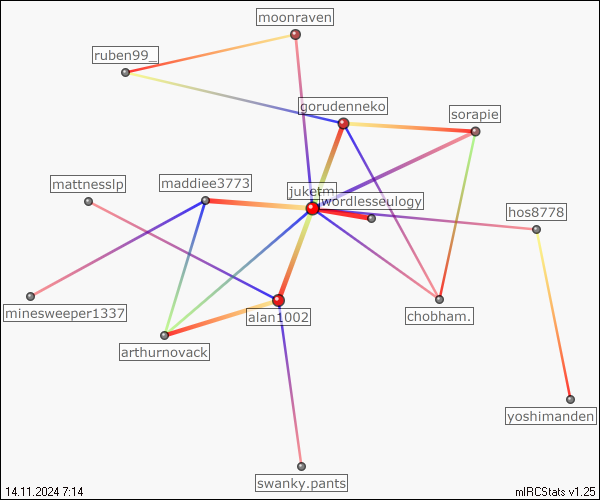 moonraven
ruben99_
gorudenneko
sorapie
mattnesslp
maddiee3773
juketm
wordlesseulogy
hos8778
minesweeper1337
alan1002
chobham.
arthurnovack
yoshimanden
swanky.pants
14.11.2024 7:14
mIRCStats v1.25